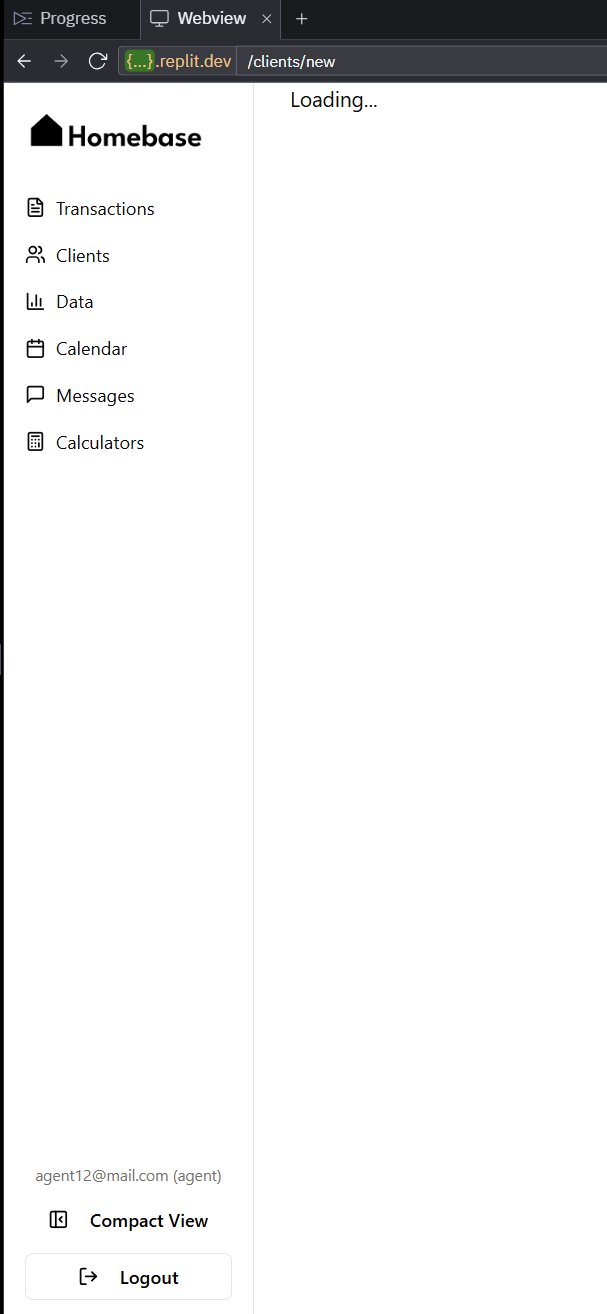 Progress
Webview
{...}.replit.dev /clients/new
Loading...
Homebase
Transactions
Clients
Data
Calendar
Messages
Calculators
agent12@mail.com (agent)
Compact View
Logout